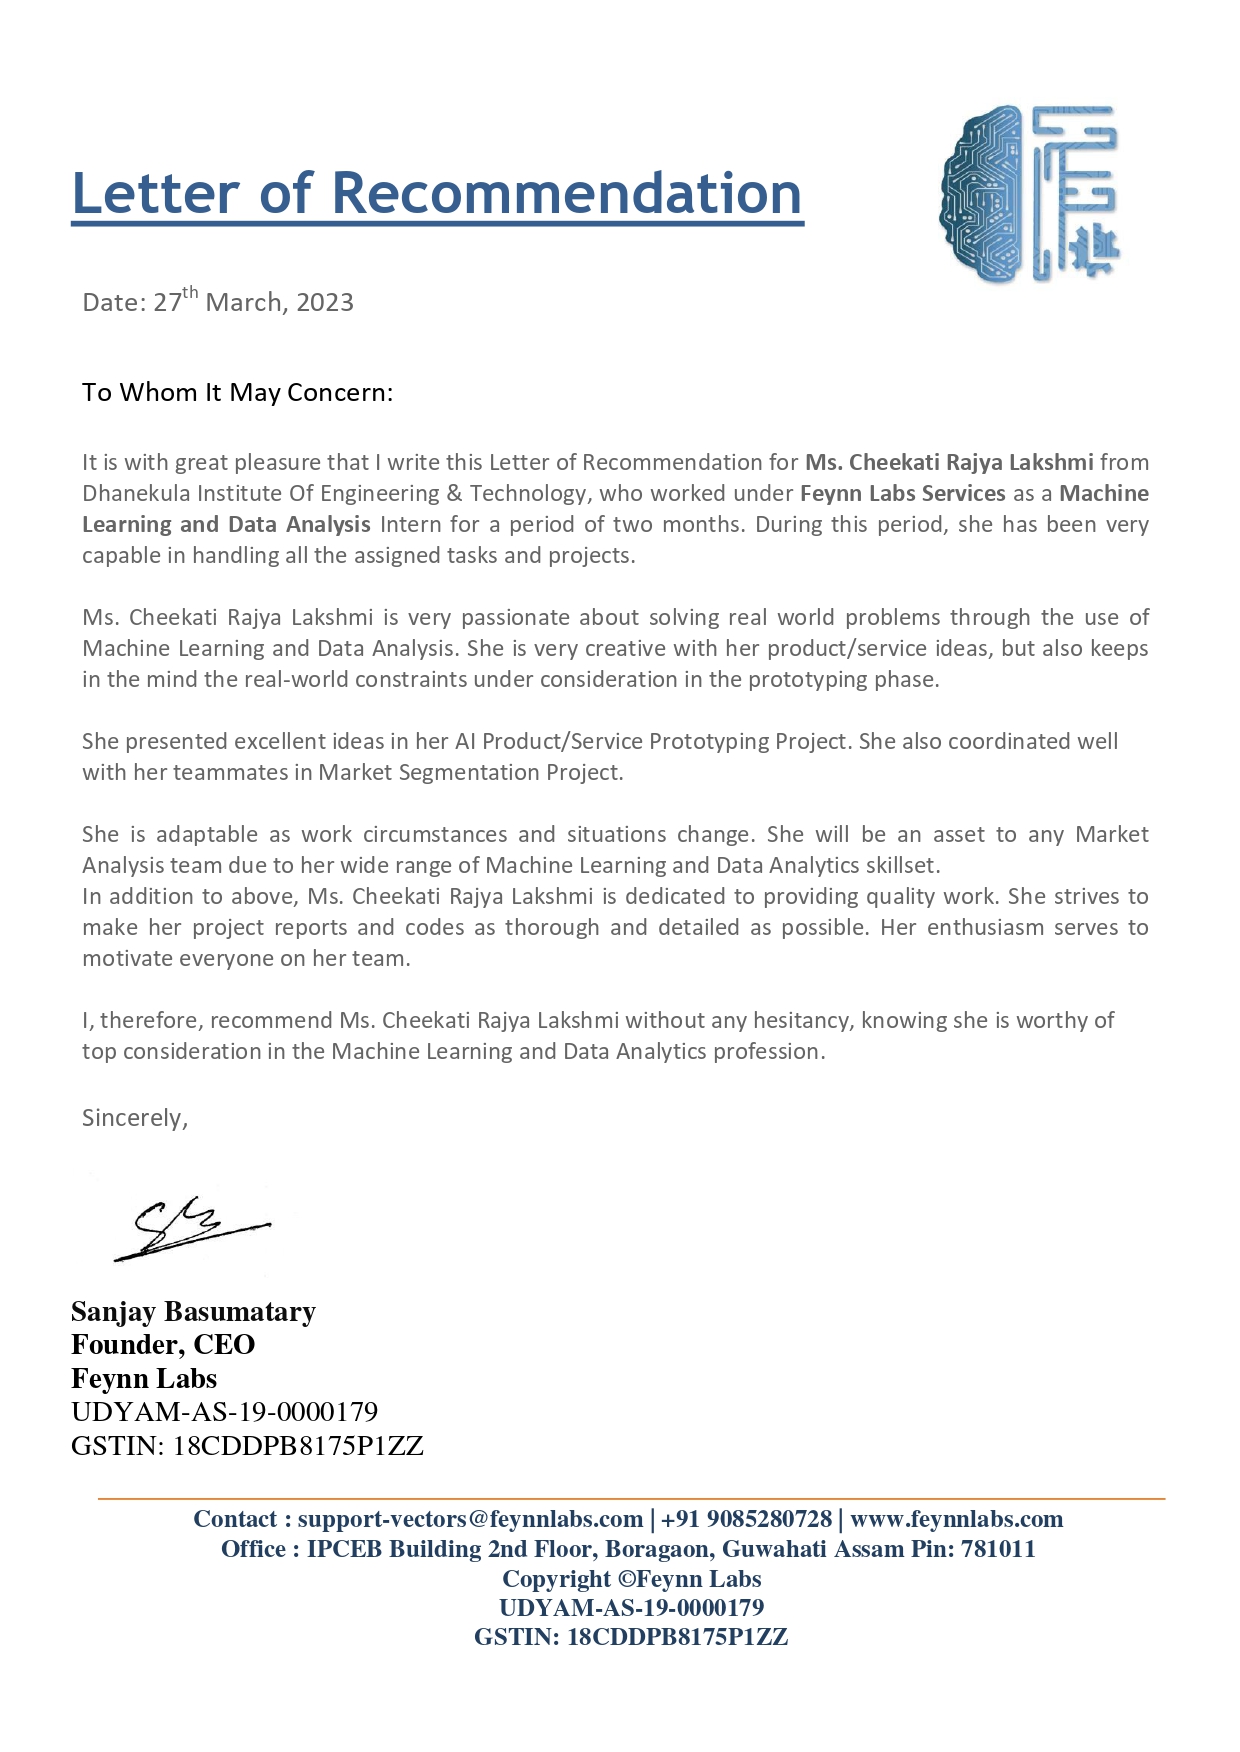 Letter of Recommendation
Date: 27th March, 2023
To Whom It May Concern:
It is with great pleasure that I write this Letter of Recommendation for Ms. Cheekati Rajya Lakshmi from
Dhanekula Institute Of Engineering & Technology, who worked under Feynn Labs Services as a Machine
Learning and Data Analysis Intern for a period of two months. During this period, she has been very
capable in handling all the assigned tasks and projects.
Ms. Cheekati Rajya Lakshmi is very passionate about solving real world problems through the use of
Machine Learning and Data Analysis. She is very creative with her product/service ideas, but also keeps
in the mind the real-world constraints under consideration in the prototyping phase.
She presented excellent ideas in her AI Product/Service Prototyping Project. She also coordinated well
with her teammates in Market Segmentation Project.
She is adaptable as work circumstances and situations change. She will be an asset to any Market
Analysis team due to her wide range of Machine Learning and Data Analytics skillset.
In addition to above, Ms. Cheekati Rajya Lakshmi is dedicated to providing quality work. She strives to
make her project reports and codes as thorough and detailed as possible. Her enthusiasm serves to
motivate everyone on her team.
I, therefore, recommend Ms. Cheekati Rajya Lakshmi without any hesitancy, knowing she is worthy of
top consideration in the Machine Learning and Data Analytics profession.
Sincerely,
Sanjay Basumatary
Founder, CEO
Feynn Labs
UDYAM-AS-19-0000179
GSTIN: 18CDDPB8175P1ZZ
Contact : support-vectors@feynnlabs.com | +91 9085280728 | www.feynnlabs.com
Office : IPCEB Building 2nd Floor, Boragaon, Guwahati Assam Pin: 781011
Copyright ©Feynn Labs
UDYAM-AS-19-0000179
GSTIN: 18CDDPB8175P1ZZ